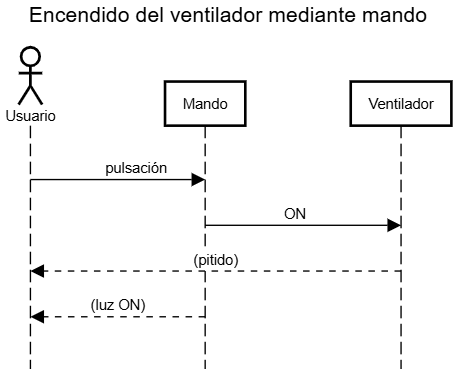 Encendido del ventilador mediante mando
Usuario
Mando
Ventilador
pulsación
ON
(pitido)
(luz ON)